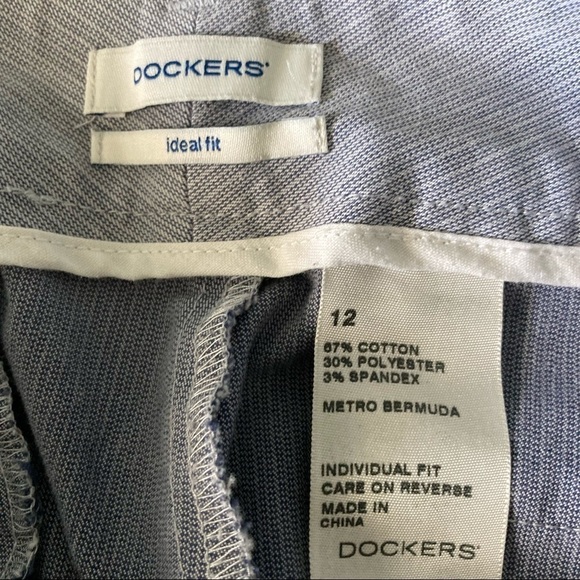 DOCKERS®
ideal fit
12
67% COTTON
30% POLYESTER
3% SPANDEX
METRO BERMUDA
INDIVIDUAL FIT
CARE ON REVERSE
MADE IN
CHINA
DOCKERS®